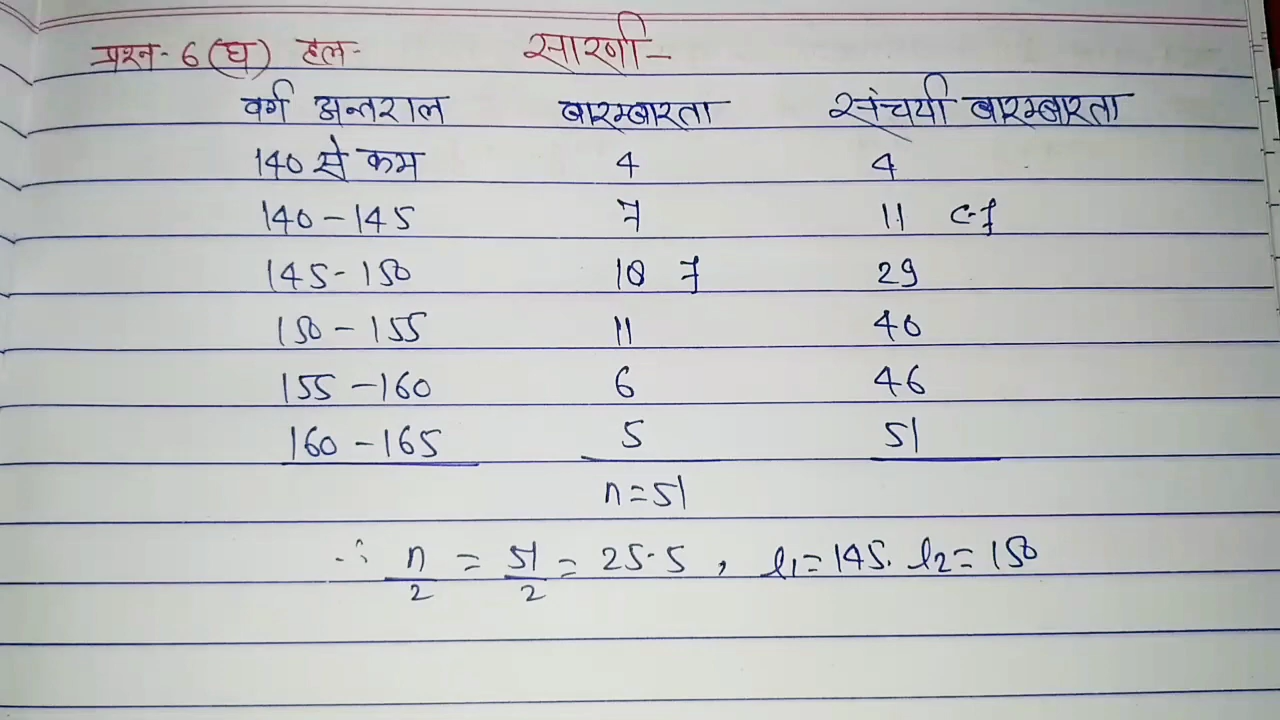 प्रश्न-6(घ) हल- सारणी-
वर्ग अन्तराल बारम्बारता संचयी बारम्बारता
140 से कम 4 4
140-145 7 11 c.f
145-150 18 f 29
150-155 11 40
155-160 6 46
160-165 5 51
n=51
∴ n/2 = 51/2 = 25.5, l1=145. l2=150